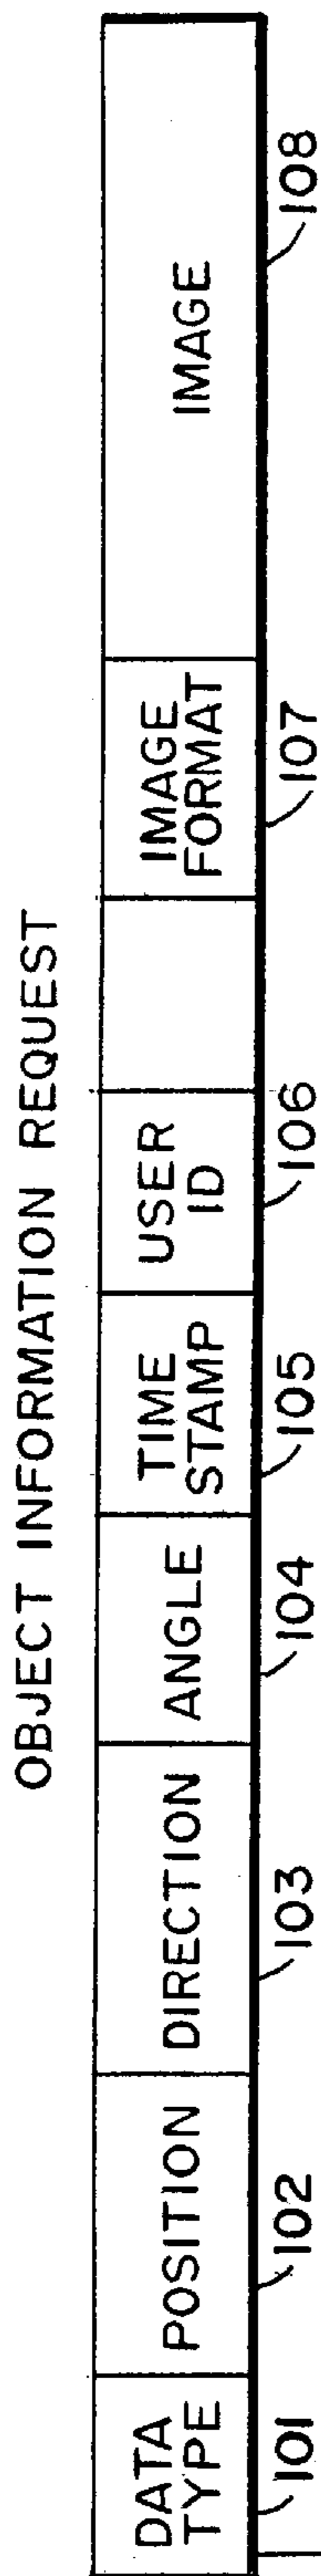 OBJECT INFORMATION REQUEST
DATA
TYPE
POSITION
DIRECTION
ANGLE
TIME
STAMP
USER
ID
IMAGE
FORMAT
IMAGE
101
102
103
104
105
106
107
108